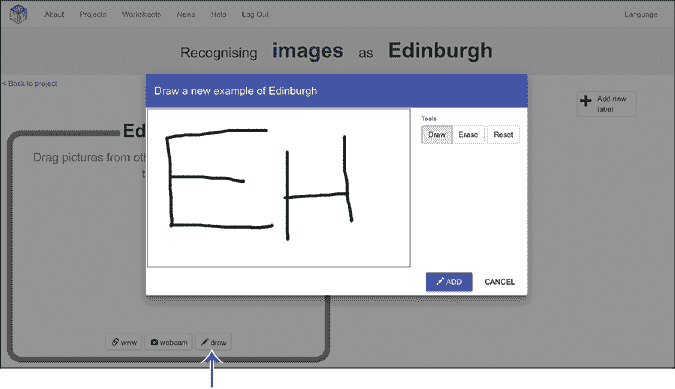 About Projects Worksheets News Help Log Out Language
Recognising images as Edinburgh
< Back to project
Draw a new example of Edinburgh
Add new
label
Tools
Draw Erase Reset
Ed
Drag pictures from oth
t
EH
ADD CANCEL
www webcam draw